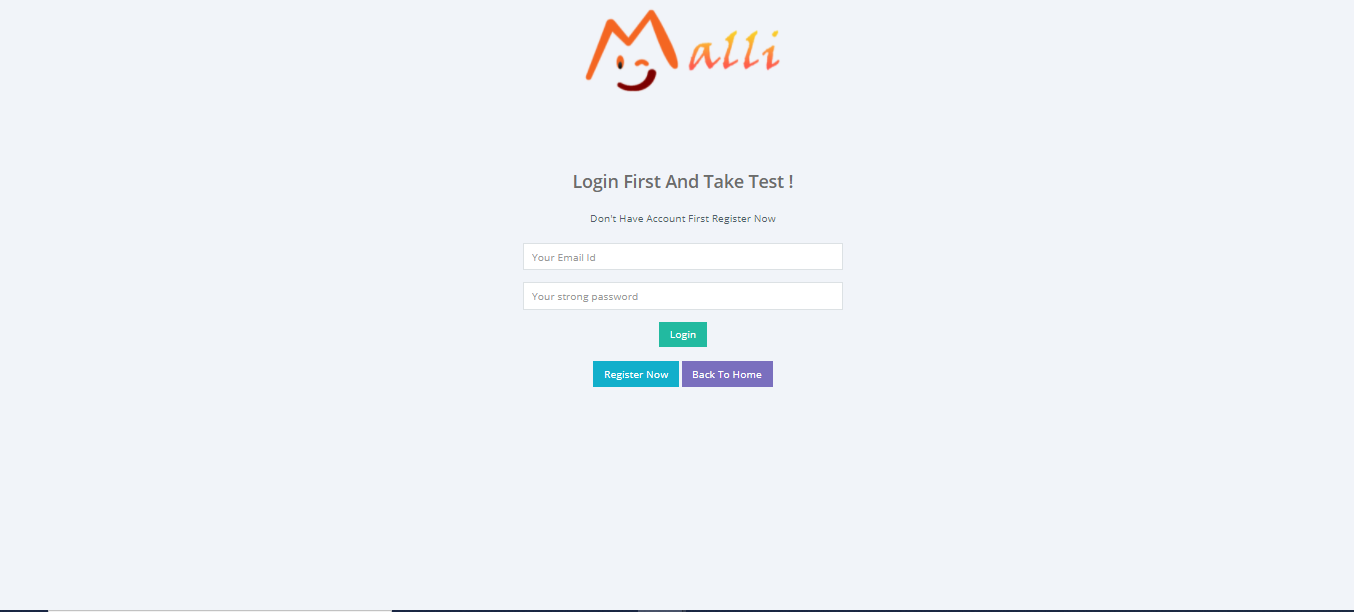 Malli
Login First And Take Test !
Don't Have Account First Register Now
Your Email Id
Your strong password
Login
Register Now Back To Home